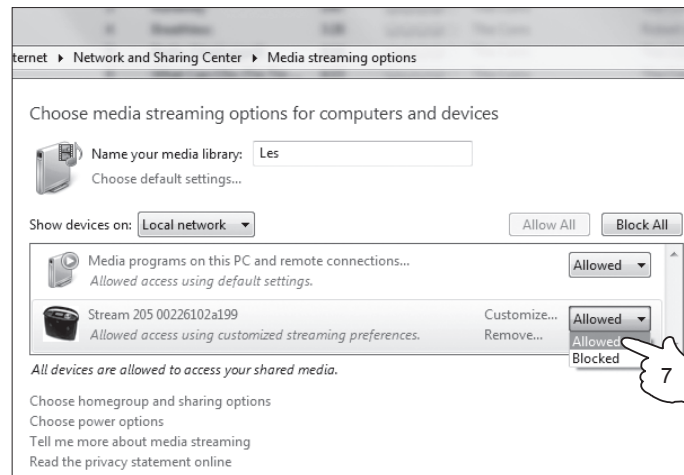 ternet ▸ Network and Sharing Center ▸ Media streaming options
Choose media streaming options for computers and devices
Name your media library: Les
Choose default settings...
Show devices on: Local network Allow All Block All
Media programs on this PC and remote connections... Allowed
Allowed access using default settings.
Stream 205 00226102a199 Customize... Allowed
Allowed access using customized streaming preferences. Remove... Allowed
Blocked
7
All devices are allowed to access your shared media.
Choose homegroup and sharing options
Choose power options
Tell me more about media streaming
Read the privacy statement online